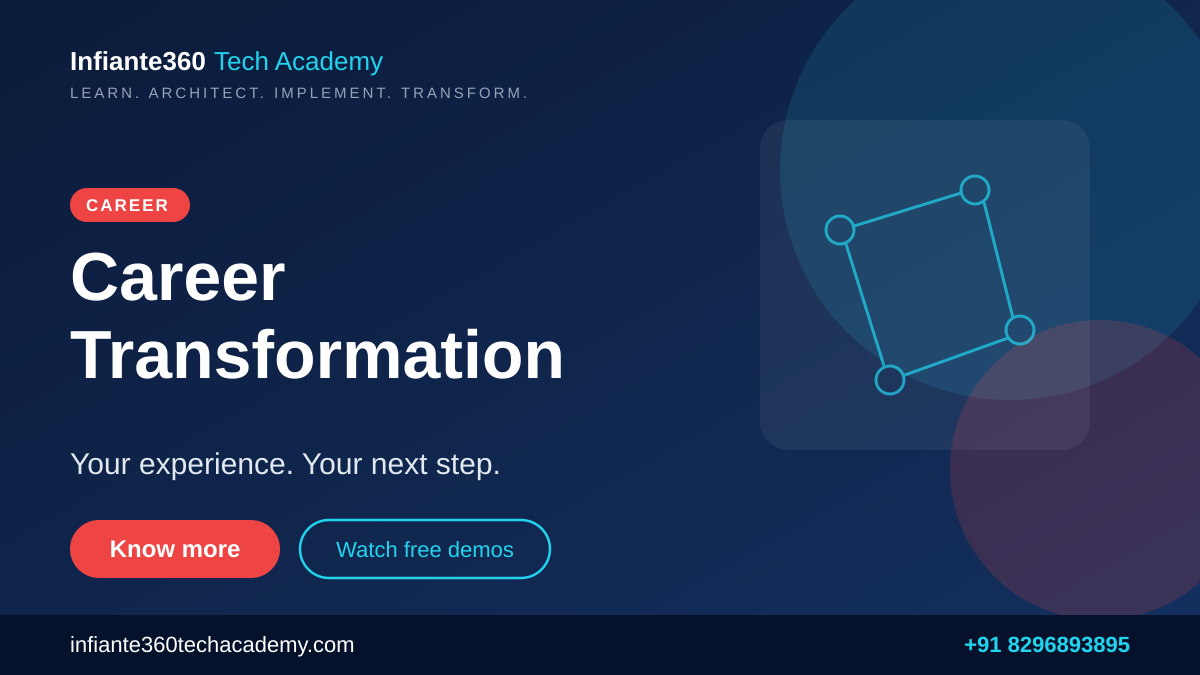 Infiante360 Tech Academy
LEARN. ARCHITECT. IMPLEMENT. TRANSFORM.
CAREER
Career
Transformation
Your experience. Your next step.
Know more
Watch free demos
infiante360techacademy.com
+91 8296893895